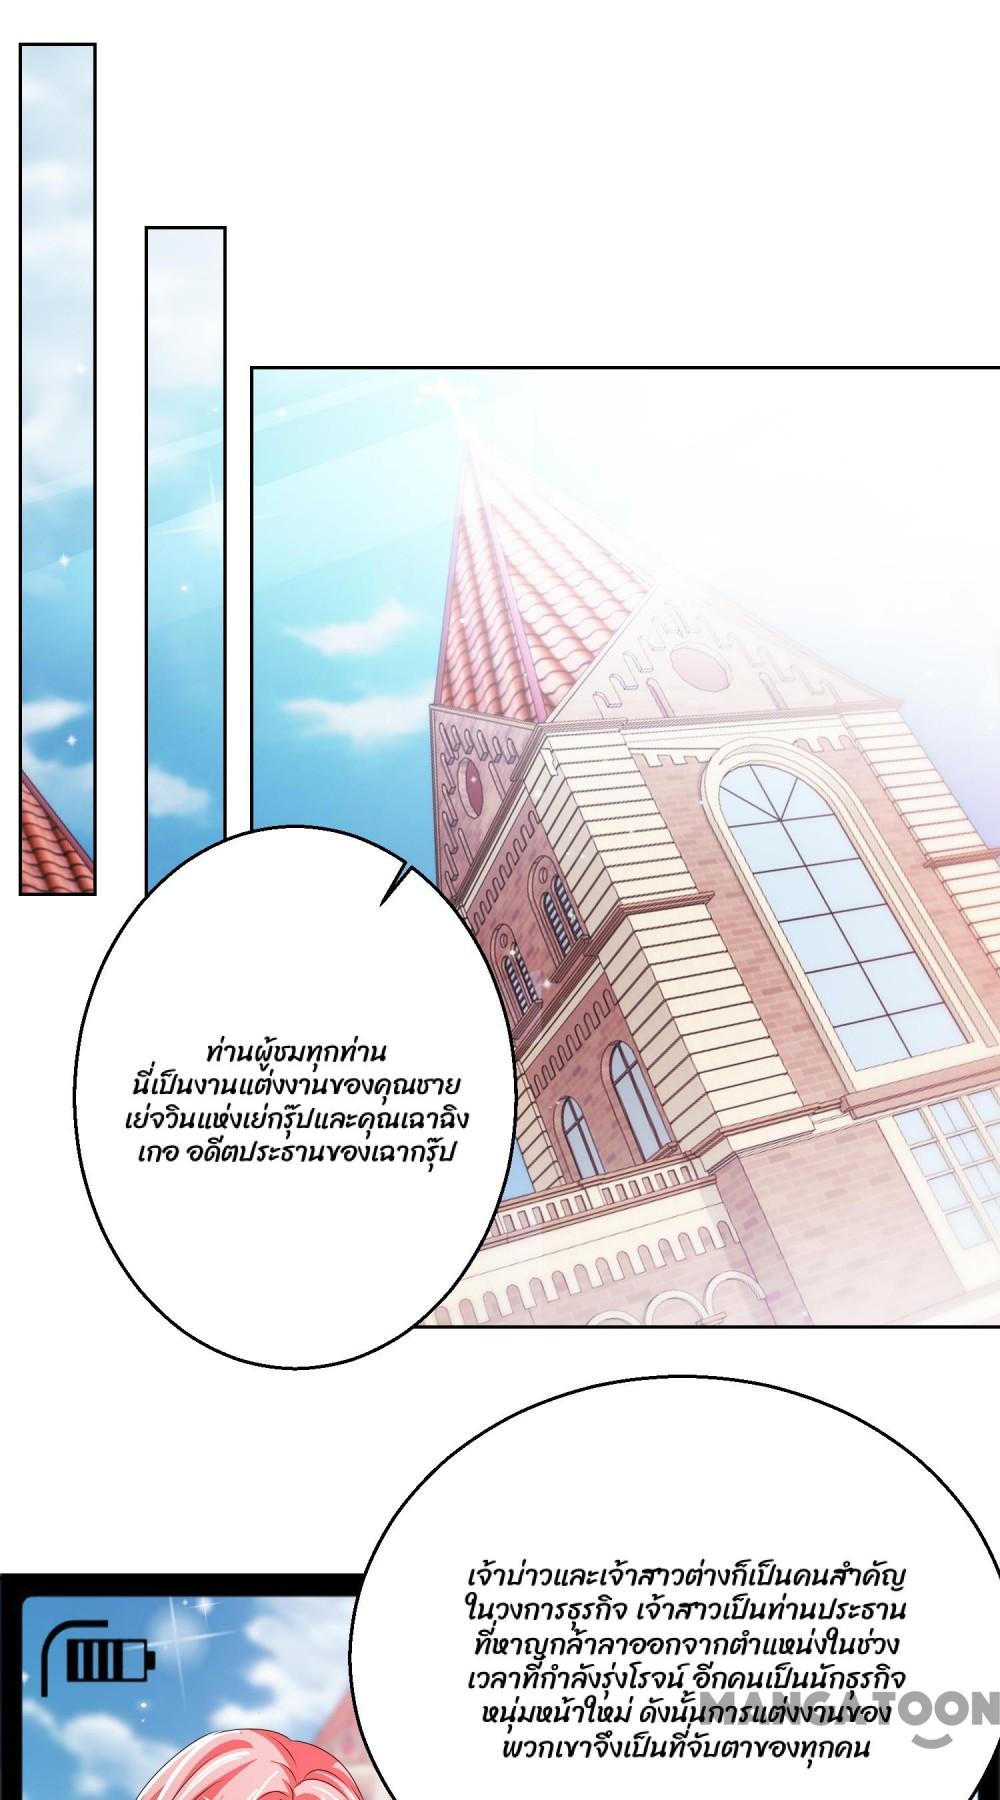 ท่านผู้ชมทุกท่าน
นี่เป็นงานแต่งงานของคุณชาย
เย่จวินแห่งเย่กรุ๊ปและคุณเฉาฉิง
เกอ อดีตประธานของเฉากรุ๊ป
เจ้าบ่าวและเจ้าสาวต่างก็เป็นคนสำคัญ
ในวงการธุรกิจ เจ้าสาวเป็นท่านประธาน
ที่หาญกล้าลาออกจากตำแหน่งในช่วง
เวลาที่กำลังรุ่งโรจน์ อีกคนเป็นนักธุรกิจ
หนุ่มหน้าใหม่ ดังนั้นการแต่งงานของ
พวกเขาจึงเป็นที่จับตาของทุกคน
MANGATOON